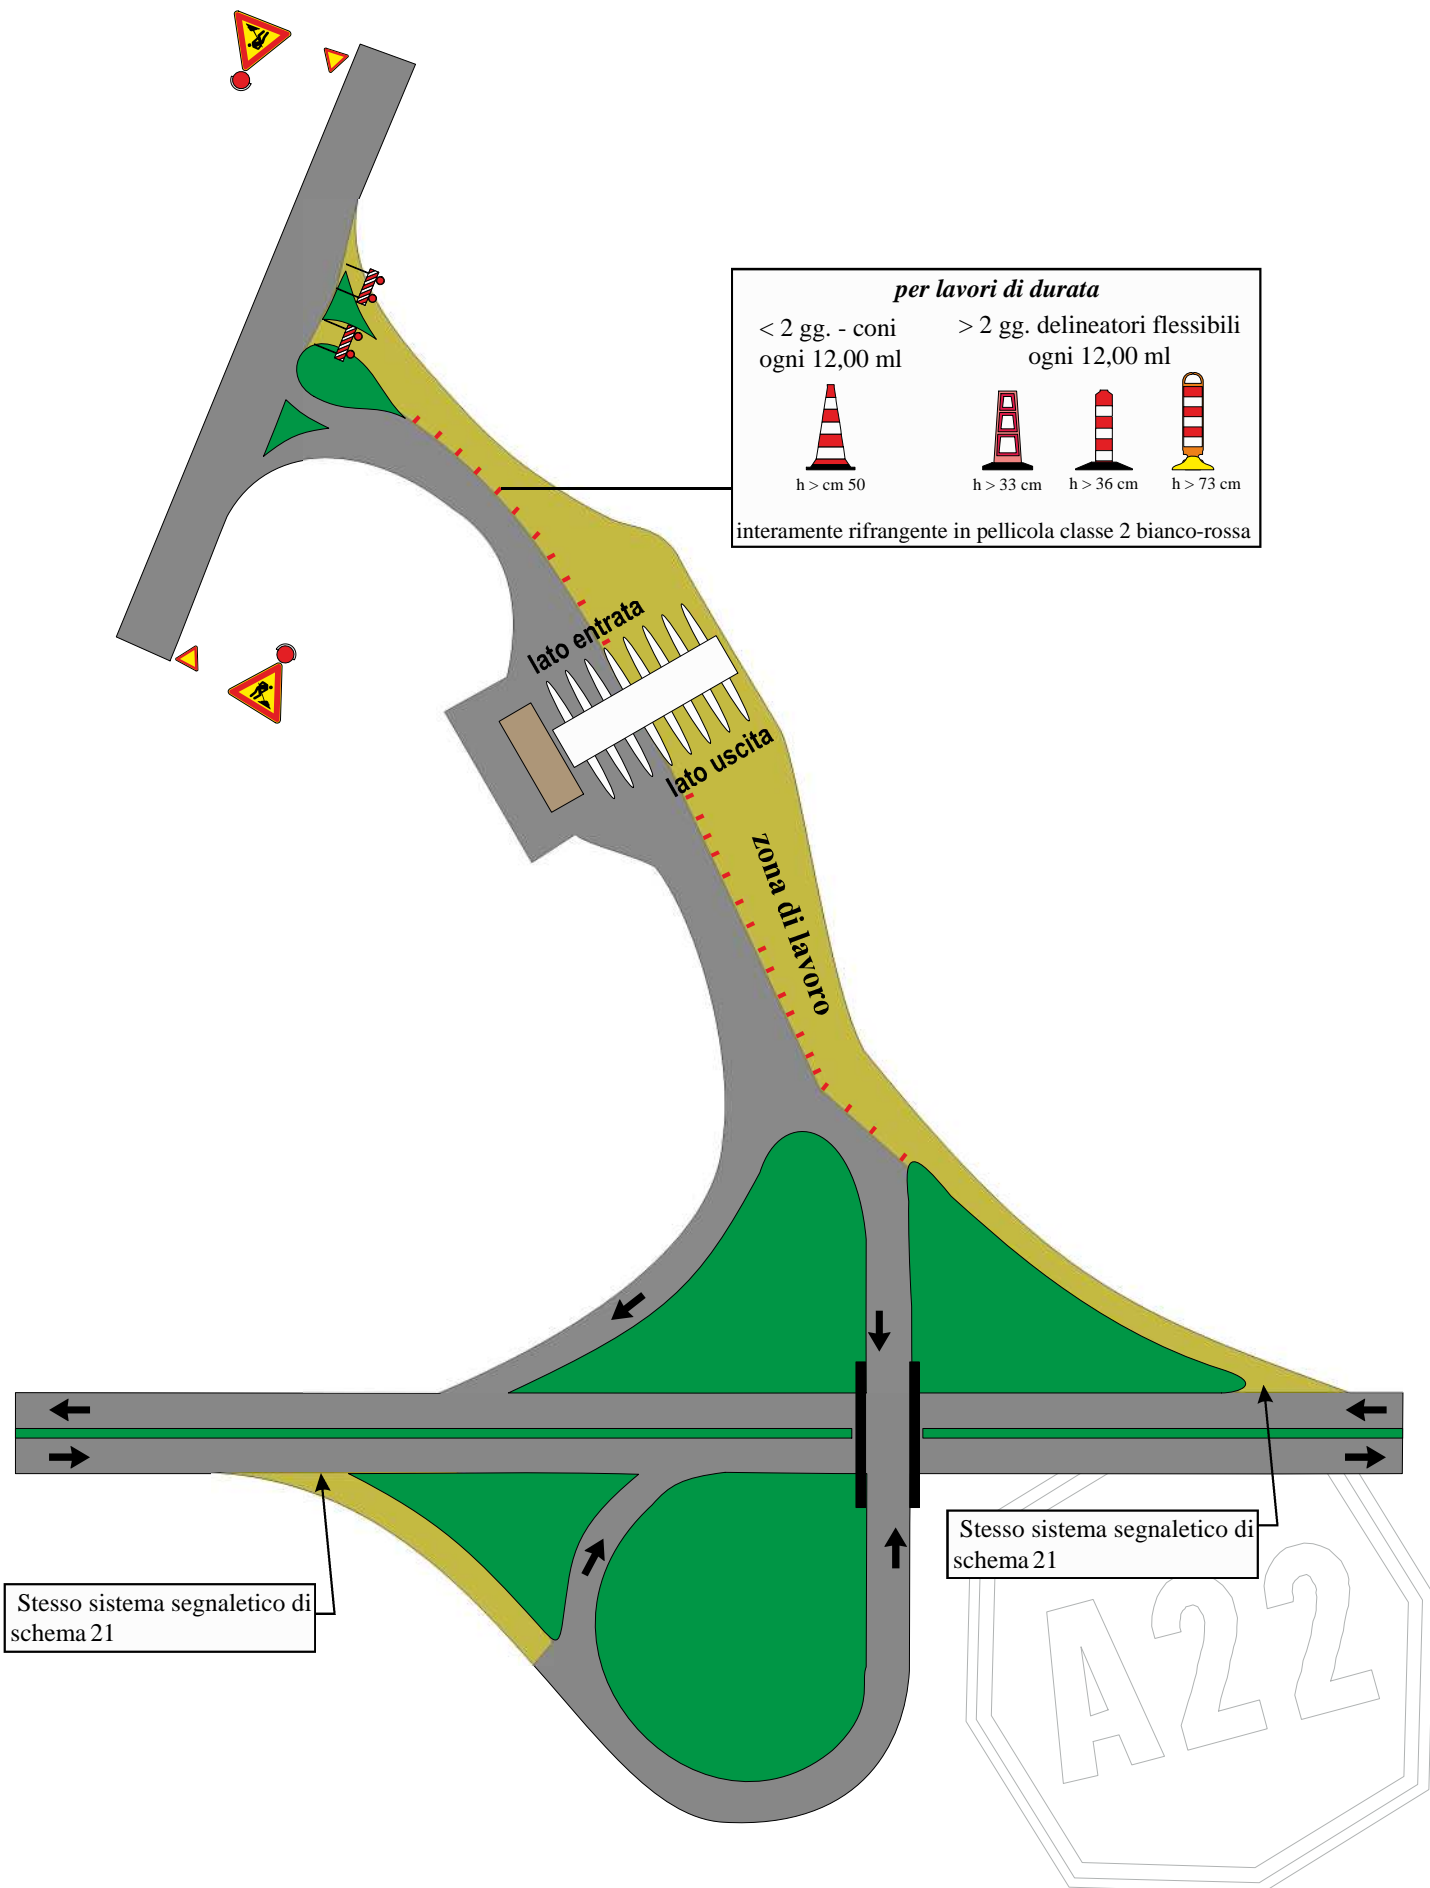 per lavori di durata
< 2 gg. - coni
ogni 12,00 ml
> 2 gg. delineatori flessibili
ogni 12,00 ml
h > cm 50
h > 33 cm
h > 36 cm
h > 73 cm
interamente rifrangente in pellicola classe 2 bianco-rossa
lato entrata
lato uscita
zona di lavoro
Stesso sistema segnaletico di
schema 21
Stesso sistema segnaletico di
schema 21
A22